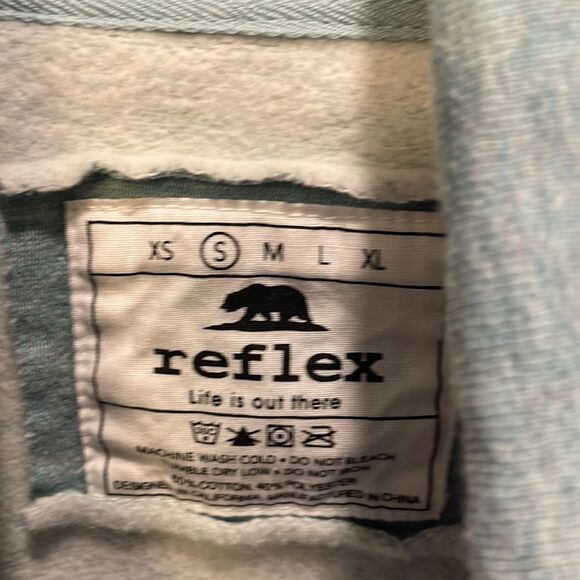 XS S M L XL
reflex
Life is out there
MACHINE WASH COLD • DO NOT BLEACH
TUMBLE DRY LOW • DO NOT IRON
60% COTTON, 40% POLYESTER
DESIGNED IN CALIFORNIA, MANUFACTURED IN CHINA